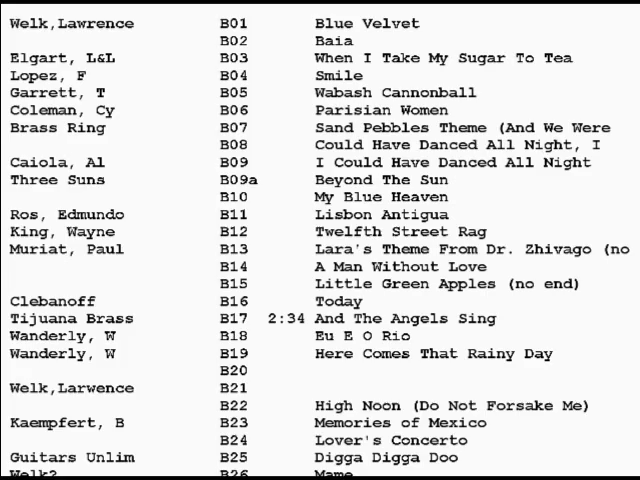 Welk,Lawrence B01 Blue Velvet
B02 Baia
Elgart, L&L B03 When I Take My Sugar To Tea
Lopez, F B04 Smile
Garrett, T B05 Wabash Cannonball
Coleman, Cy B06 Parisian Women
Brass Ring B07 Sand Pebbles Theme (And We Were
B08 Could Have Danced All Night, I
Caiola, Al B09 I Could Have Danced All Night
Three Suns B09a Beyond The Sun
B10 My Blue Heaven
Ros, Edmundo B11 Lisbon Antigua
King, Wayne B12 Twelfth Street Rag
Muriat, Paul B13 Lara's Theme From Dr. Zhivago (no
B14 A Man Without Love
B15 Little Green Apples (no end)
Clebanoff B16 Today
Tijuana Brass B17 2:34 And The Angels Sing
Wanderly, W B18 Eu E O Rio
Wanderly, W B19 Here Comes That Rainy Day
B20
Welk,Larwence B21
B22 High Noon (Do Not Forsake Me)
Kaempfert, B B23 Memories of Mexico
B24 Lover's Concerto
Guitars Unlim B25 Digga Digga Doo
Welk? B26 Mame